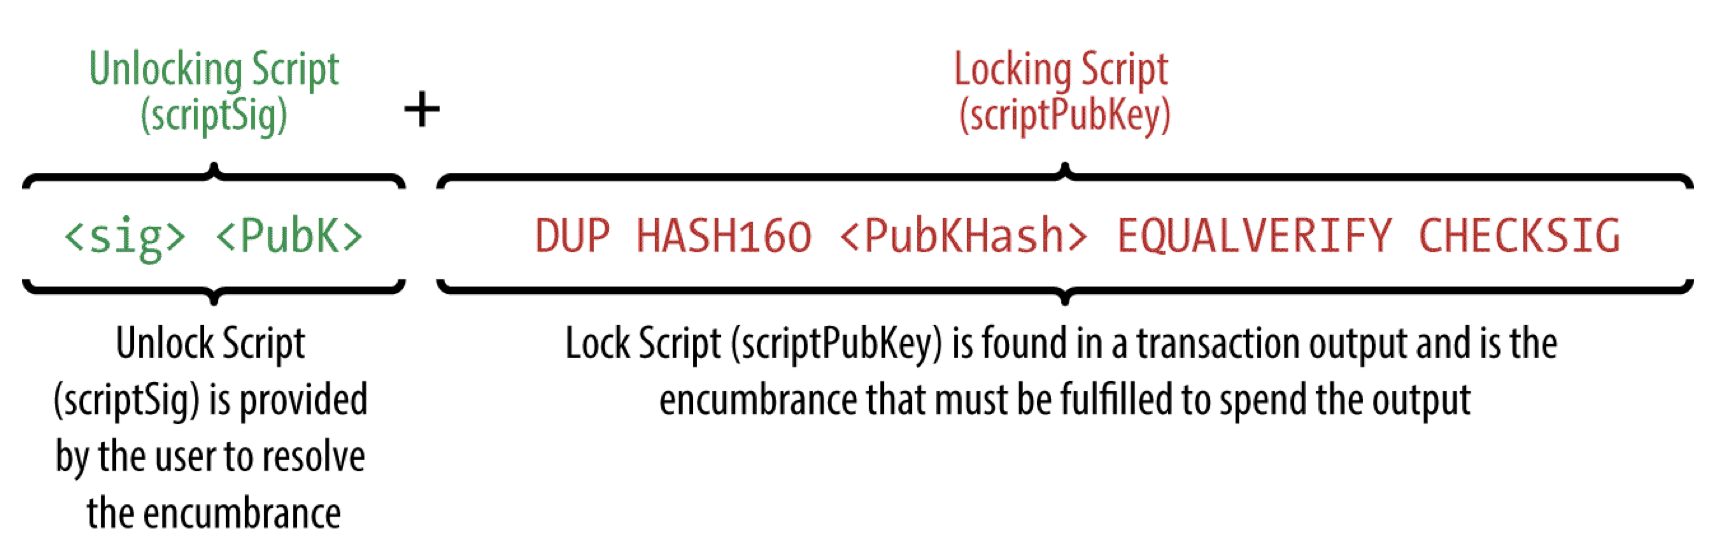 Unlocking Script
(scriptSig)
+
Locking Script
(scriptPubKey)
<sig> <PubK>
DUP HASH160 <PubKHash> EQUALVERIFY CHECKSIG
Unlock Script
(scriptSig) is provided
by the user to resolve
the encumbrance
Lock Script (scriptPubKey) is found in a transaction output and is the
encumbrance that must be fulfilled to spend the output